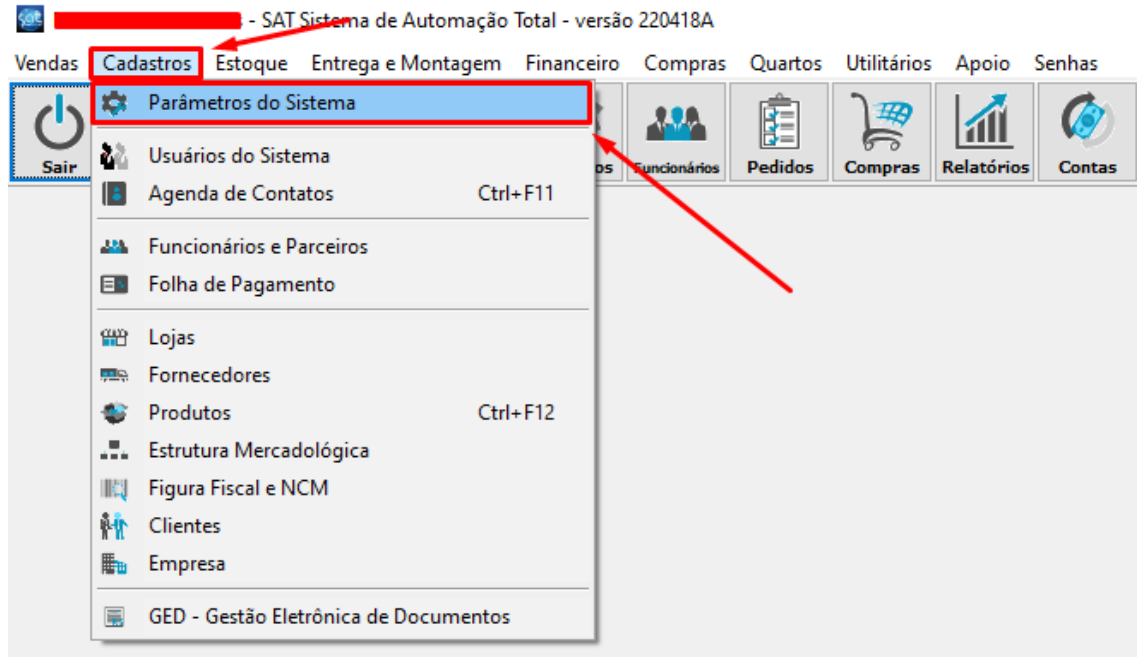 - SAT Sistema de Automação Total - versão 220418A
Vendas Cadastros Estoque Entrega e Montagem Financeiro Compras Quartos Utilitários Apoio Senhas
Sair Funcionários Pedidos Compras Relatórios Contas
Parâmetros do Sistema
Usuários do Sistema
Agenda de Contatos Ctrl+F11
Funcionários e Parceiros
Folha de Pagamento
Lojas
Fornecedores
Produtos Ctrl+F12
Estrutura Mercadológica
Figura Fiscal e NCM
Clientes
Empresa
GED - Gestão Eletrônica de Documentos